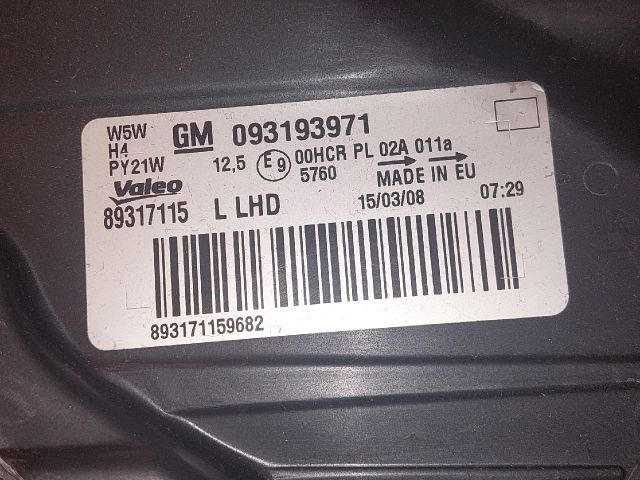 W5W
H4
PY21W
GM 093193971
12,5 E9 00HCR PL 02A 011a
5760
MADE IN EU
Valeo
89317115 L LHD 15/03/08 07:29
893171159682